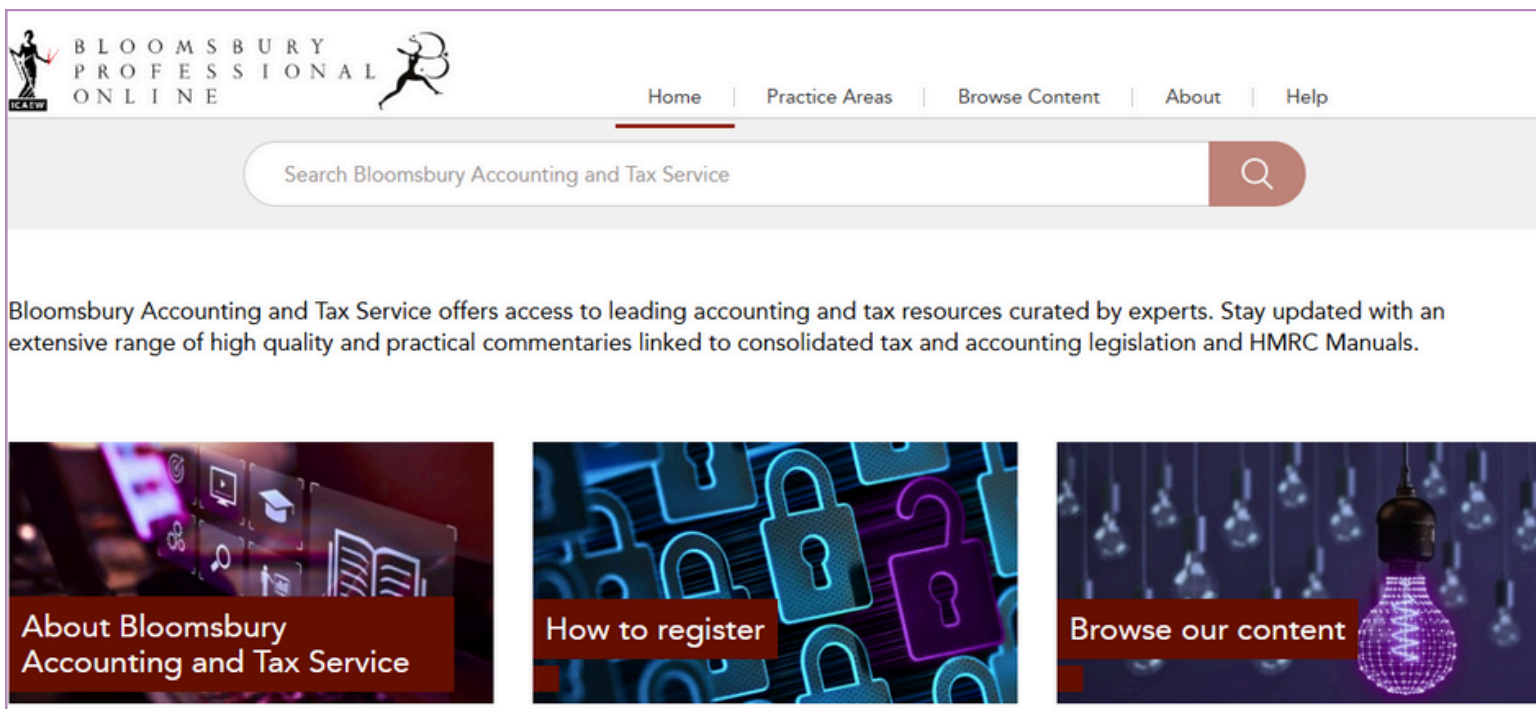 BLOOMSBURY
PROFESSIONAL
ONLINE
ICAEW
Home
Practice Areas
Browse Content
About
Help
Search Bloomsbury Accounting and Tax Service
Bloomsbury Accounting and Tax Service offers access to leading accounting and tax resources curated by experts. Stay updated with an
extensive range of high quality and practical commentaries linked to consolidated tax and accounting legislation and HMRC Manuals.
About Bloomsbury
Accounting and Tax Service
How to register
Browse our content